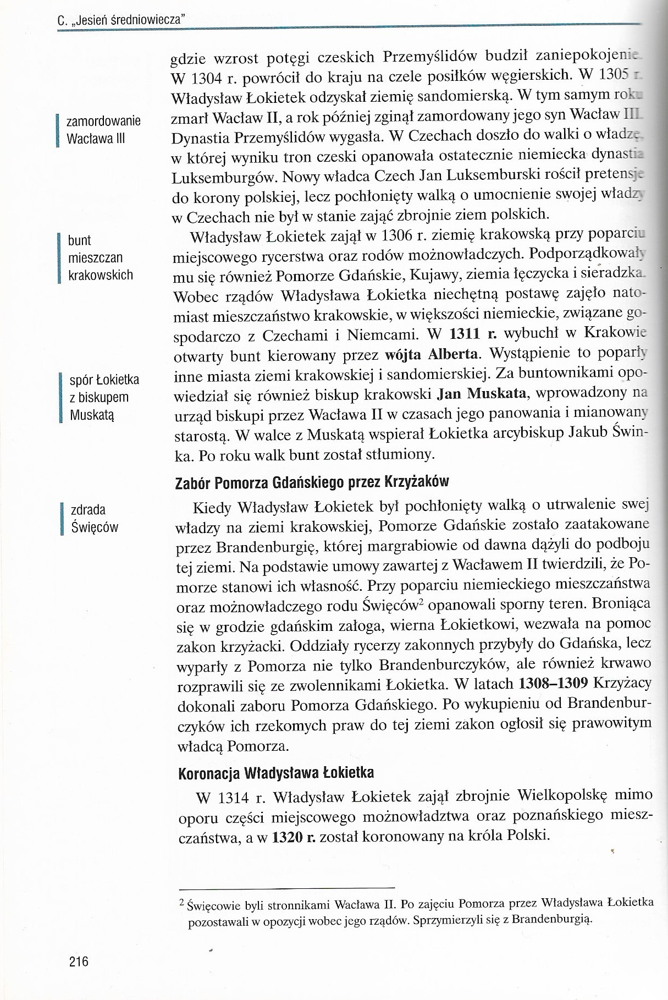 C. „Jesień średniowiecza”
gdzie wzrost potęgi czeskich Przemyślidów budził zaniepokojenie.
W 1304 r. powrócił do kraju na czele posiłków węgierskich. W 1305 r.
Władysław Łokietek odzyskał ziemię sandomierską. W tym samym roku
zmarł Wacław II, a rok później zginął zamordowany jego syn Wacław III.
Dynastia Przemyślidów wygasła. W Czechach doszło do walki o władzę,
w której wyniku tron czeski opanowała ostatecznie niemiecka dynastia
Luksemburgów. Nowy władca Czech Jan Luksemburski rościł pretensje
do korony polskiej, lecz pochłonięty walką o umocnienie swojej władzy
w Czechach nie był w stanie zająć zbrojnie ziem polskich.
zamordowanie
Wacława III
Władysław Łokietek zajął w 1306 r. ziemię krakowską przy poparciu
miejscowego rycerstwa oraz rodów możnowładczych. Podporządkowały
mu się również Pomorze Gdańskie, Kujawy, ziemia łęczycka i sieradzka.
Wobec rządów Władysława Łokietka niechętną postawę zajęło nato-
miast mieszczaństwo krakowskie, w większości niemieckie, związane go-
spodarczo z Czechami i Niemcami. W 1311 r. wybuchł w Krakowie
otwarty bunt kierowany przez wójta Alberta. Wystąpienie to poparły
inne miasta ziemi krakowskiej i sandomierskiej. Za buntownikami opo-
wiedział się również biskup krakowski Jan Muskata, wprowadzony na
urząd biskupi przez Wacława II w czasach jego panowania i mianowany
starostą. W walce z Muskatą wspierał Łokietka arcybiskup Jakub Świn-
ka. Po roku walk bunt został stłumiony.
bunt
mieszczan
krakowskich
spór Łokietka
z biskupem
Muskatą
Zabór Pomorza Gdańskiego przez Krzyżaków
Kiedy Władysław Łokietek był pochłonięty walką o utrwalenie swej
władzy na ziemi krakowskiej, Pomorze Gdańskie zostało zaatakowane
przez Brandenburgię, której margrabiowie od dawna dążyli do podboju
tej ziemi. Na podstawie umowy zawartej z Wacławem II twierdzili, że Po-
morze stanowi ich własność. Przy poparciu niemieckiego mieszczaństwa
oraz możnowładczego rodu Święców² opanowali sporny teren. Broniąca
się w grodzie gdańskim załoga, wierna Łokietkowi, wezwała na pomoc
zakon krzyżacki. Oddziały rycerzy zakonnych przybyły do Gdańska, lecz
wyparły z Pomorza nie tylko Brandenburczyków, ale również krwawo
rozprawili się ze zwolennikami Łokietka. W latach 1308–1309 Krzyżacy
dokonali zaboru Pomorza Gdańskiego. Po wykupieniu od Brandenbur-
czyków ich rzekomych praw do tej ziemi zakon ogłosił się prawowitym
władcą Pomorza.
zdrada
Święców
Koronacja Władysława Łokietka
W 1314 r. Władysław Łokietek zajął zbrojnie Wielkopolskę mimo
oporu części miejscowego możnowładztwa oraz poznańskiego miesz-
czaństwa, a w 1320 r. został koronowany na króla Polski.
² Święcowie byli stronnikami Wacława II. Po zajęciu Pomorza przez Władysława Łokietka
pozostawali w opozycji wobec jego rządów. Sprzymierzyli się z Brandenburgią.
216